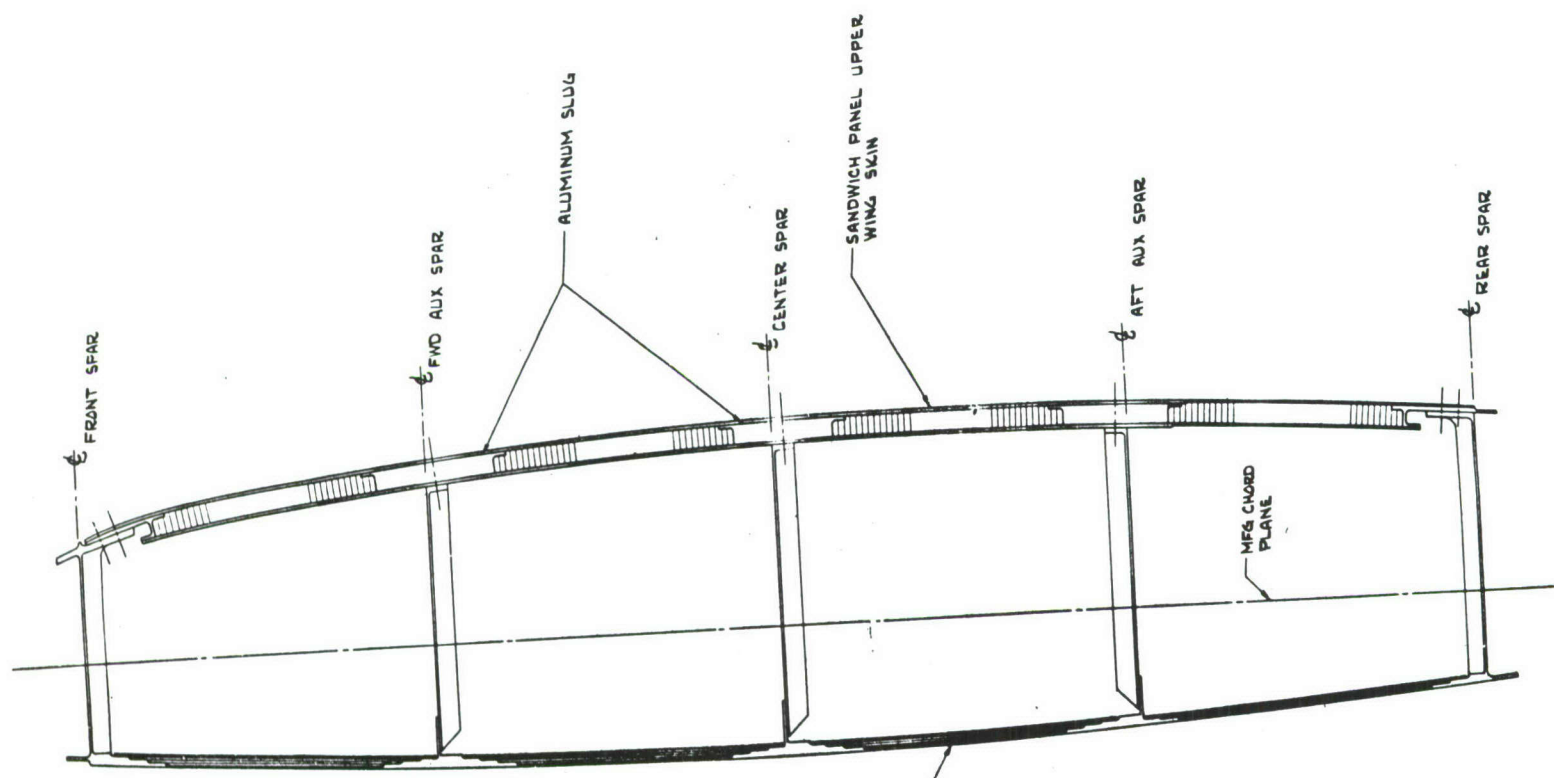 ℄ FRONT SPAR
℄ FWD AUX SPAR
ALUMINUM SLUG
℄ CENTER SPAR
SANDWICH PANEL UPPER
WING SKIN
℄ AFT AUX SPAR
℄ REAR SPAR
MFG CHORD
PLANE